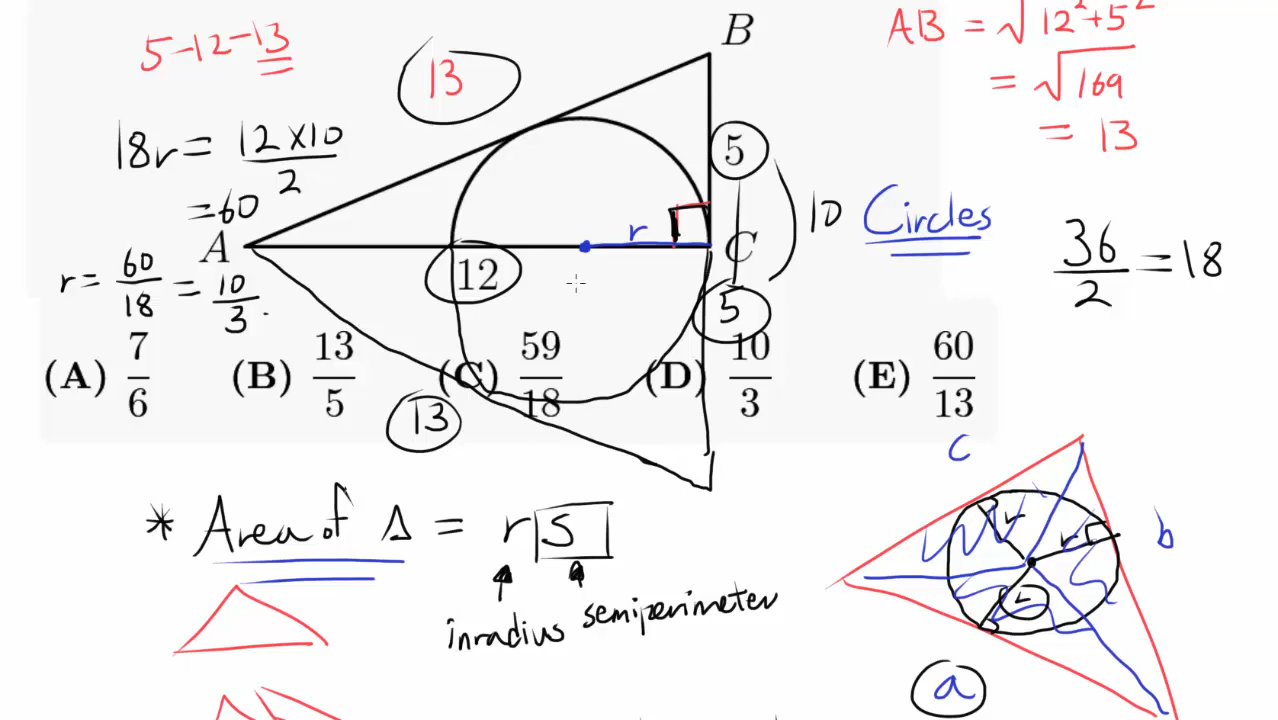 5-12-13
13
B
AB = √12²+5²
= √169
= 13
18r = 12×10/2
= 60
5
r
10
Circles
36/2 = 18
A
C
12
r = 60/18 = 10/3.
5
(A) 7/6 (B) 13/5 (C) 59/18 (D) 10/3 (E) 60/13
13
c
* Area of Δ = r s
r
r
b
inradius semiperimeter
r
a